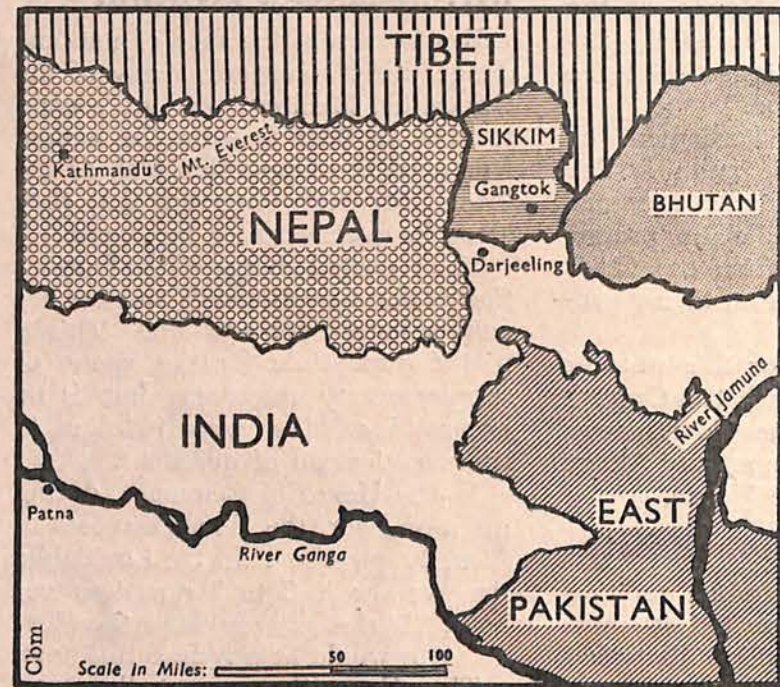 TIBET
SIKKIM
Kathmandu
Mt. Everest
Gangtok
BHUTAN
NEPAL
Darjeeling
River Jamuna
INDIA
Patna
EAST
River Ganga
PAKISTAN
Cbm
Scale in Miles: 50 100